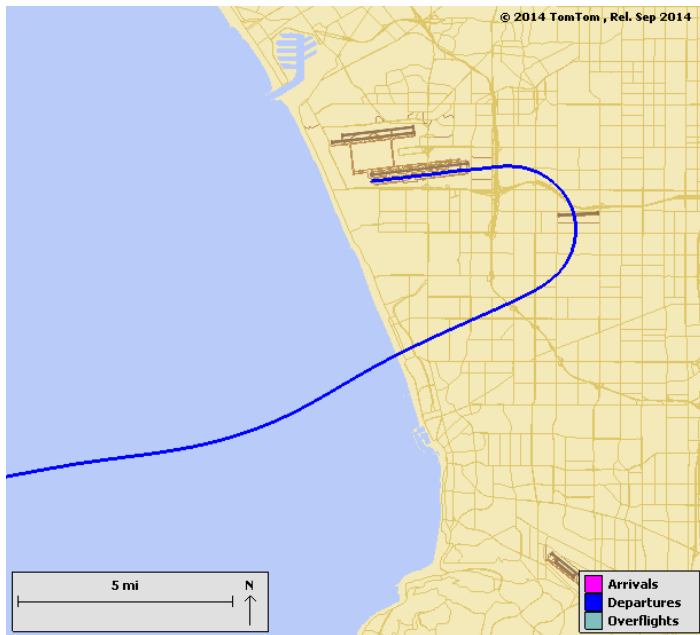 © 2014 TomTom , Rel. Sep 2014
5 mi
N
Arrivals
Departures
Overflights